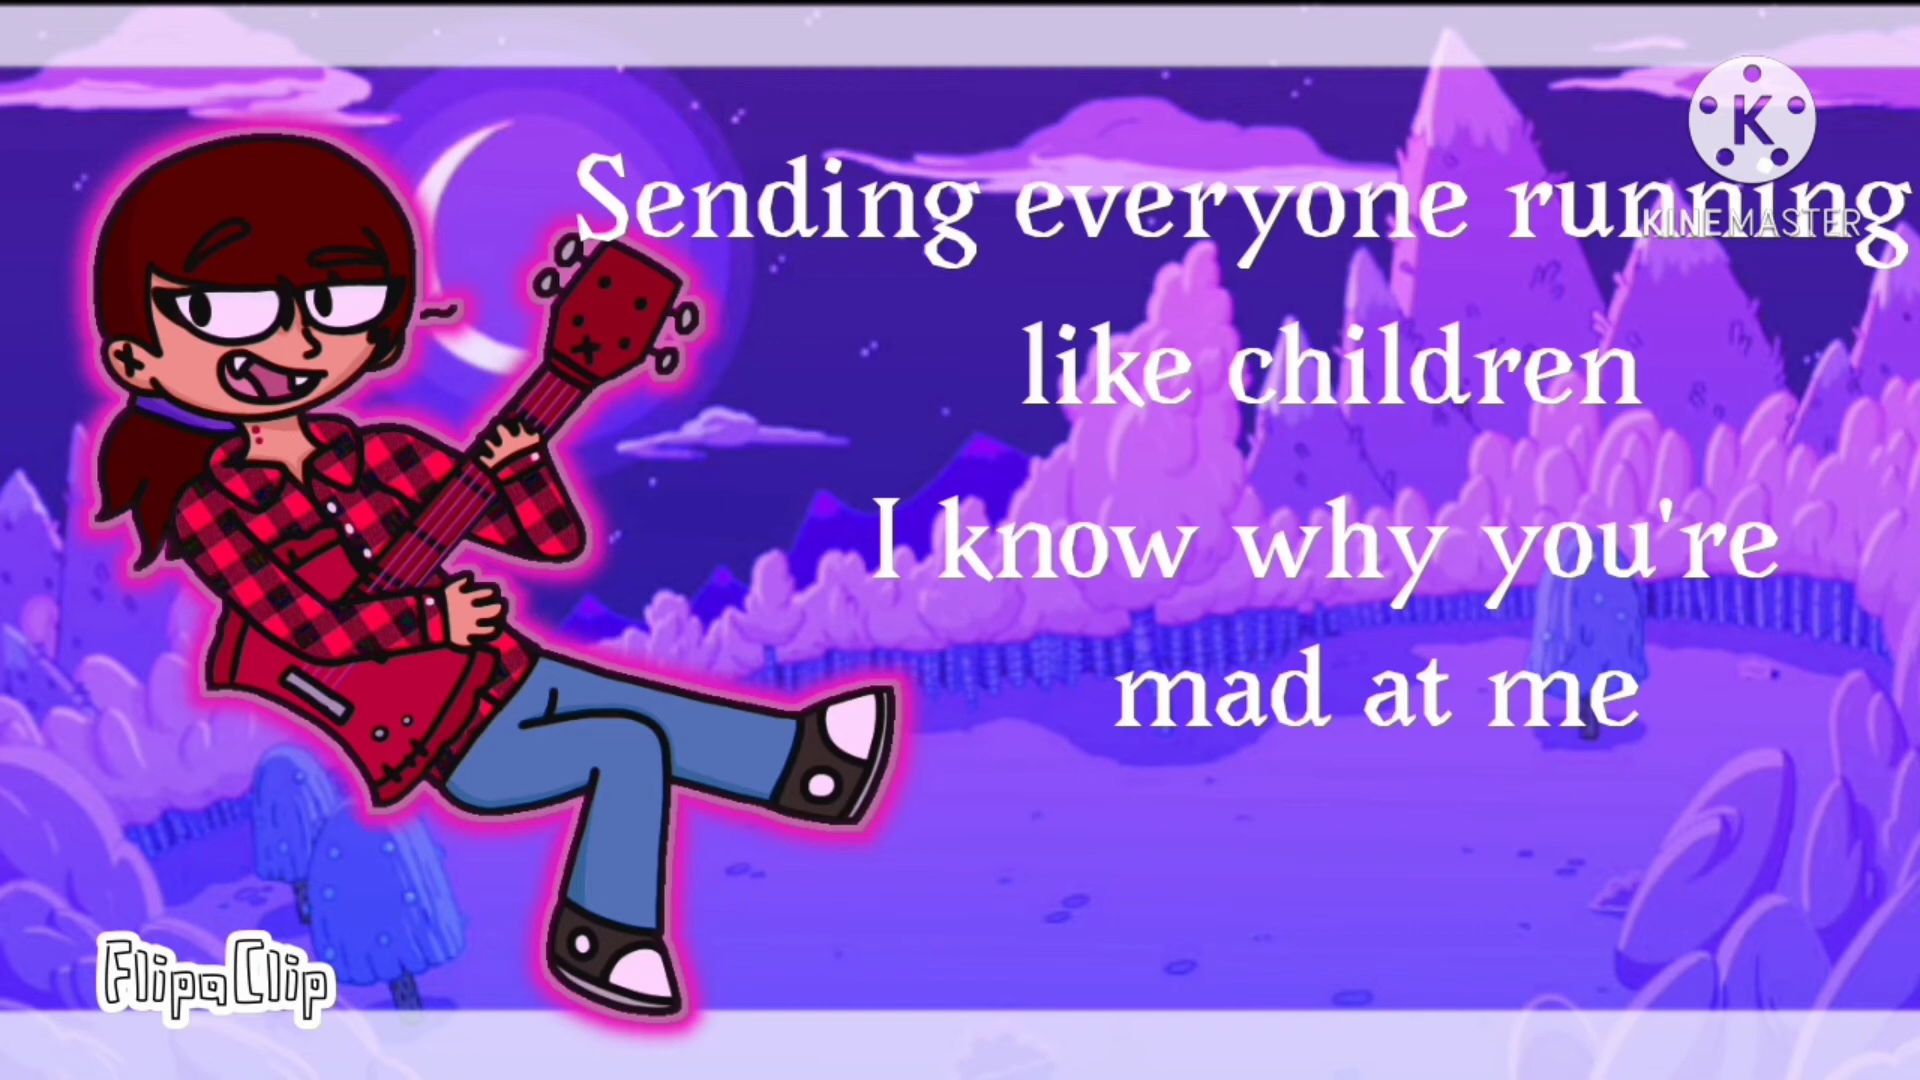 K
Sending everyone running
KINEMASTER
like children
I know why you're
mad at me
FlipaClip